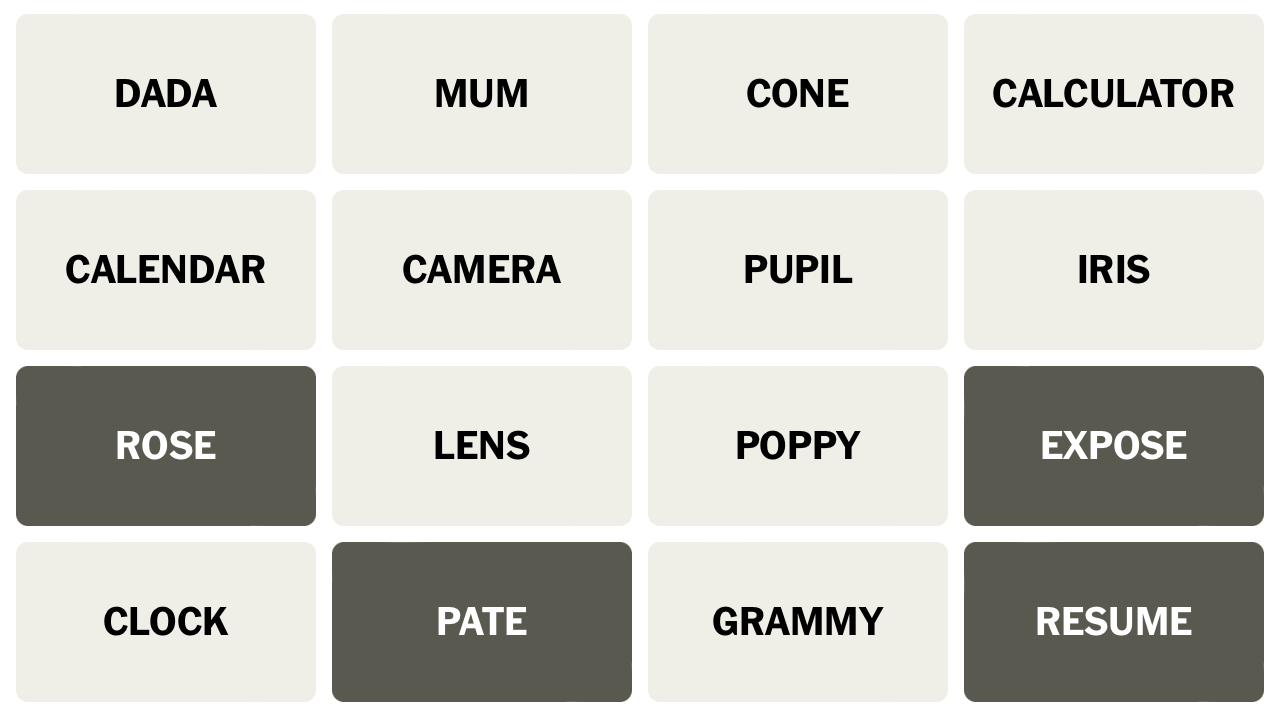 DADA
MUM
CONE
CALCULATOR
CALENDAR
CAMERA
PUPIL
IRIS
ROSE
LENS
POPPY
EXPOSE
CLOCK
PATE
GRAMMY
RESUME